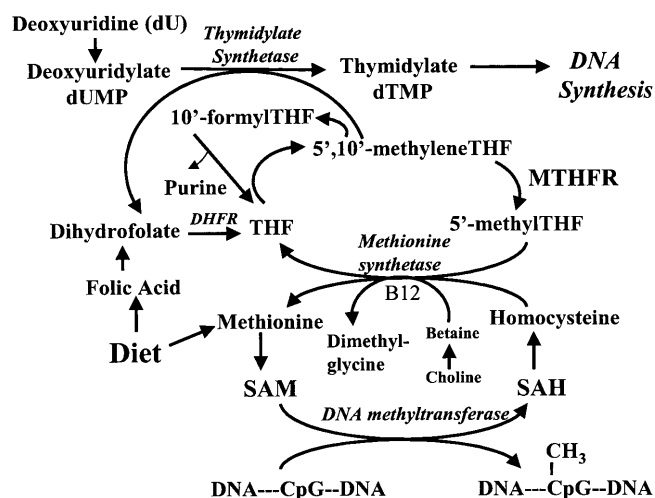 Deoxyuridine (dU)
Thymidylate
Synthetase
Deoxyuridylate
dUMP
Thymidylate
dTMP
DNA
Synthesis
10’-formylTHF
5’,10’-methyleneTHF
Purine
MTHFR
Dihydrofolate
DHFR
THF
5’-methylTHF
Methionine
synthetase
B12
Folic Acid
Diet
Methionine
Dimethyl-
glycine
Betaine
Choline
Homocysteine
SAM
SAH
DNA methyltransferase
CH3
DNA---CpG--DNA
DNA---CpG--DNA